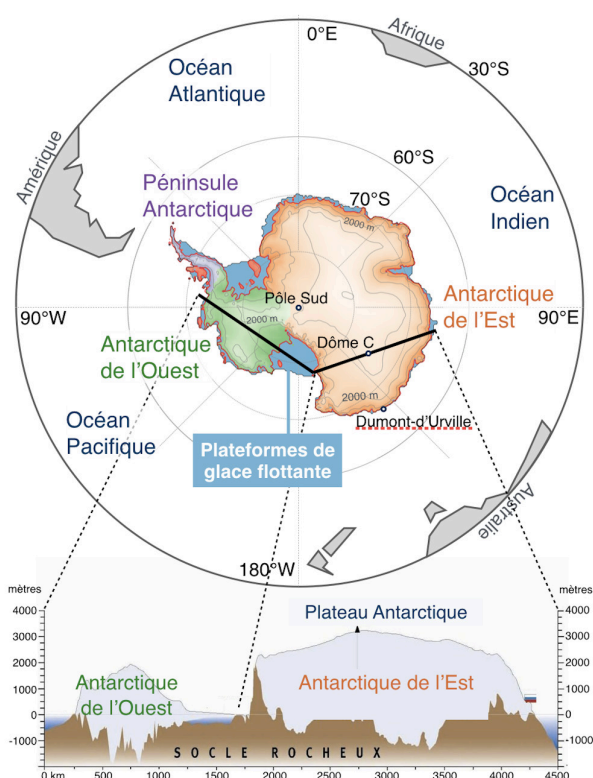 0°E
Afrique
30°S
Océan
Atlantique
Amérique
60°S
Péninsule
Antarctique
70°S
2000 m
Océan
Indien
Pôle Sud
Antarctique
de l'Est
90°W
90°E
2000 m
Dôme C
Antarctique
de l'Ouest
2000 m
Océan
Pacifique
Dumont-d'Urville
Plateformes de
glace flottante
Australie
180°W
mètres
mètres
4000
4000
Plateau Antarctique
3000
3000
2000
2000
Antarctique
de l'Ouest
Antarctique de l'Est
1000
1000
0
0
-1000
-1000
SOCLE ROCHEUX
0 km
500
1000
1500
2000
2500
3000
3500
4000
4500